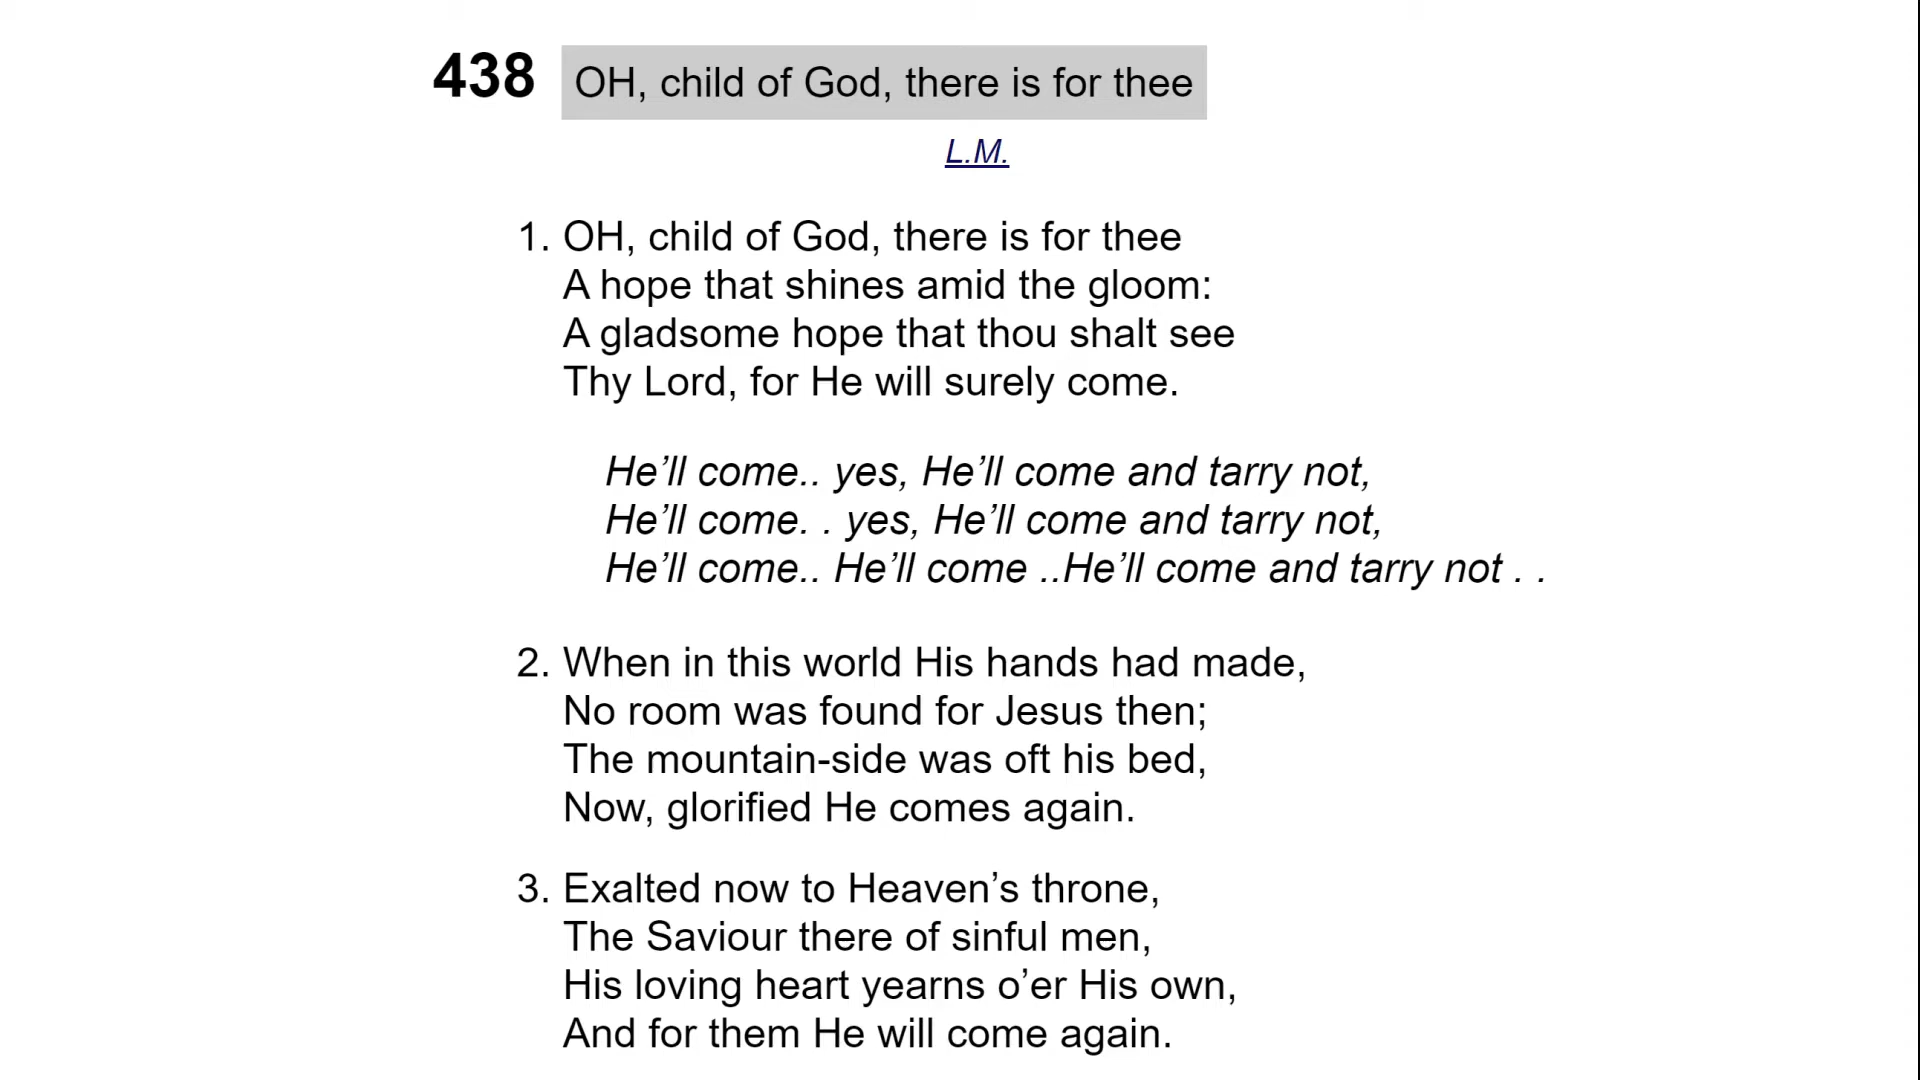 438 OH, child of God, there is for thee
L.M.
1. OH, child of God, there is for thee
A hope that shines amid the gloom:
A gladsome hope that thou shalt see
Thy Lord, for He will surely come.
He’ll come.. yes, He’ll come and tarry not,
He’ll come. . yes, He’ll come and tarry not,
He’ll come.. He’ll come ..He’ll come and tarry not . .
2. When in this world His hands had made,
No room was found for Jesus then;
The mountain-side was oft his bed,
Now, glorified He comes again.
3. Exalted now to Heaven’s throne,
The Saviour there of sinful men,
His loving heart yearns o’er His own,
And for them He will come again.